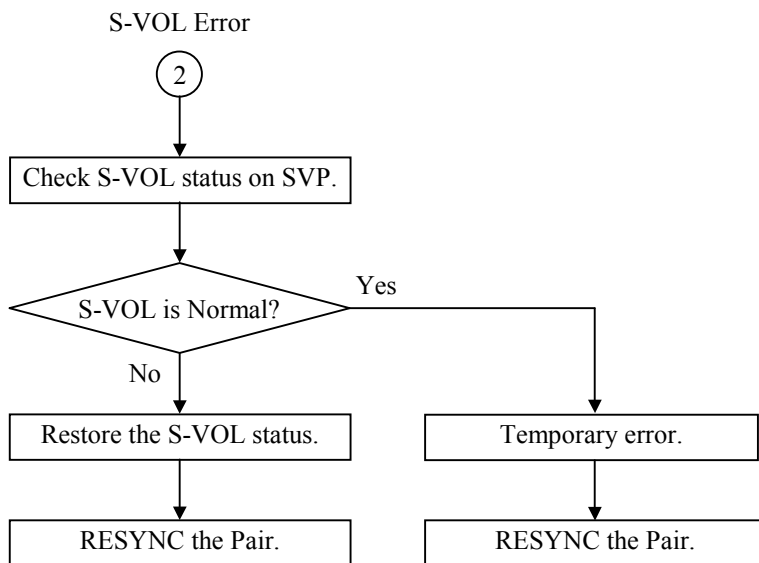 S-VOL Error
2
Check S-VOL status on SVP.
S-VOL is Normal?
Yes
No
Restore the S-VOL status.
Temporary error.
RESYNC the Pair.
RESYNC the Pair.